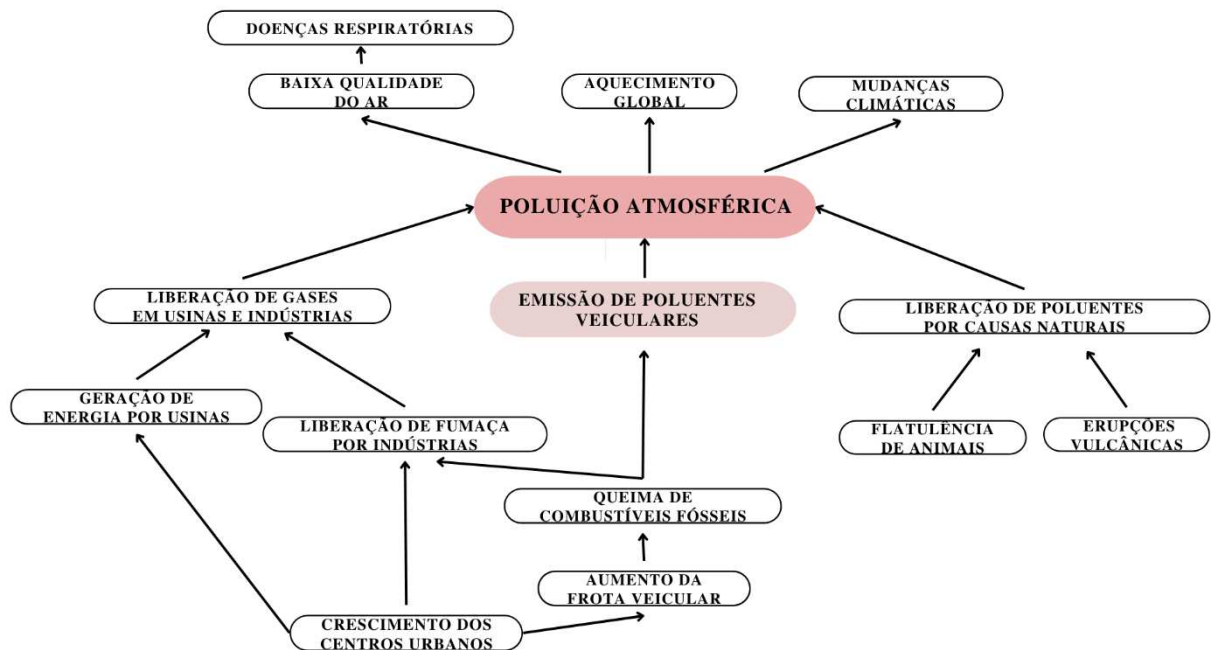 DOENÇAS RESPIRATÓRIAS
BAIXA QUALIDADE
DO AR
AQUECIMENTO
GLOBAL
MUDANÇAS
CLIMÁTICAS
POLUIÇÃO ATMOSFÉRICA
LIBERAÇÃO DE GASES
EM USINAS E INDÚSTRIAS
EMISSÃO DE POLUENTES
VEICULARES
LIBERAÇÃO DE POLUENTES
POR CAUSAS NATURAIS
GERAÇÃO DE
ENERGIA POR USINAS
LIBERAÇÃO DE FUMAÇA
POR INDÚSTRIAS
FLATULÊNCIA
DE ANIMAIS
ERUPÇÕES
VULCÂNICAS
QUEIMA DE
COMBUSTÍVEIS FÓSSEIS
AUMENTO DA
FROTA VEICULAR
CRESCIMENTO DOS
CENTROS URBANOS